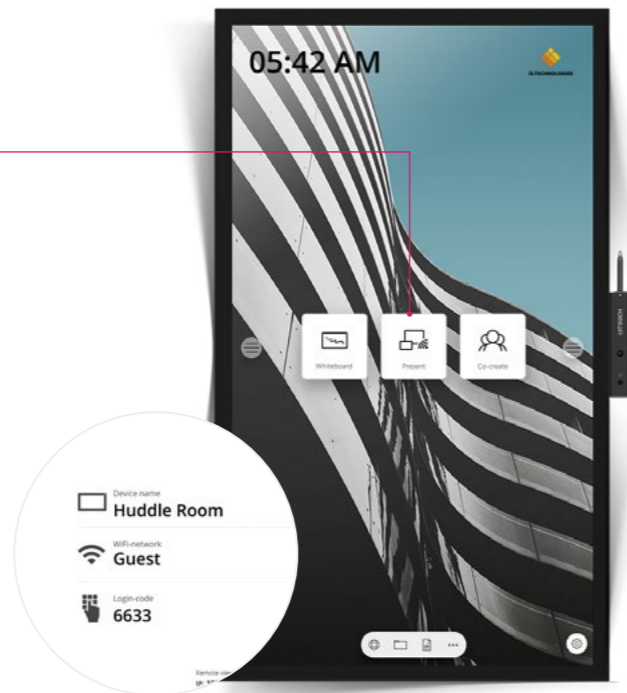 05:42 AM
Whiteboard
Present
Co-create
Device name
Huddle Room
WiFi-network
Guest
Login-code
6633